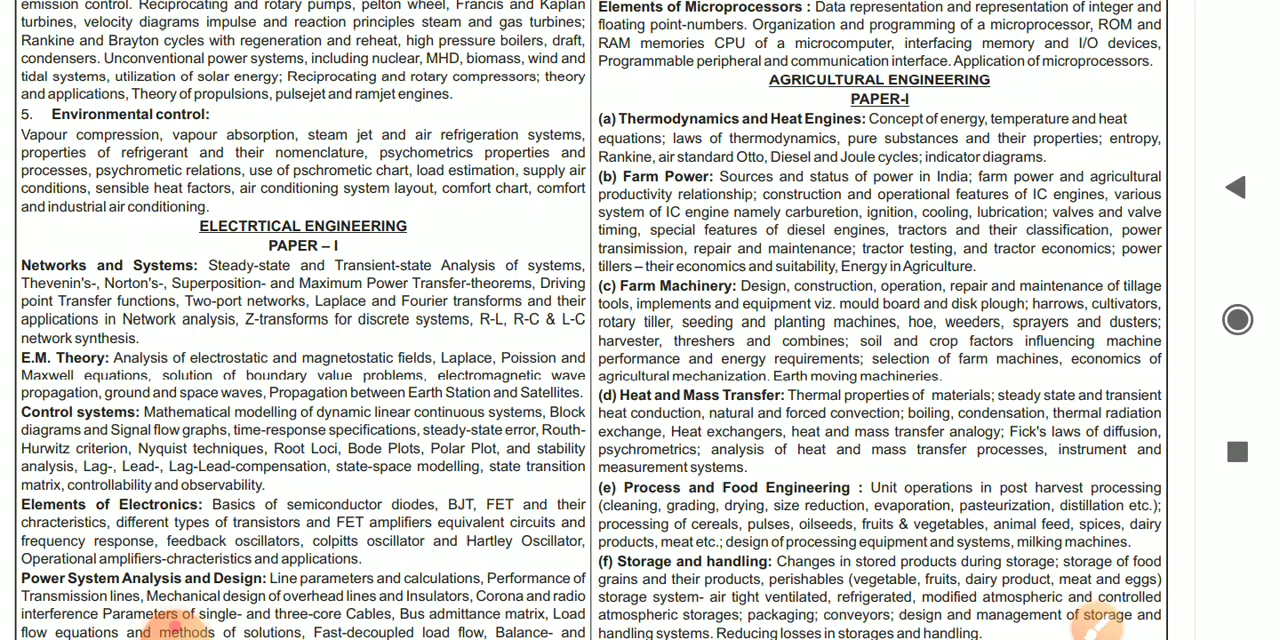 emission control. Reciprocating and rotary pumps, pelton wheel, Francis and Kaplan
turbines, velocity diagrams impulse and reaction principles steam and gas turbines;
Rankine and Brayton cycles with regeneration and reheat, high pressure boilers, draft,
condensers. Unconventional power systems, including nuclear, MHD, biomass, wind and
tidal systems, utilization of solar energy; Reciprocating and rotary compressors; theory
and applications, Theory of propulsions, pulsejet and ramjet engines.
5. Environmental control:
Vapour compression, vapour absorption, steam jet and air refrigeration systems,
properties of refrigerant and their nomenclature, psychometrics properties and
processes, psychrometic relations, use of pschrometic chart, load estimation, supply air
conditions, sensible heat factors, air conditioning system layout, comfort chart, comfort
and industrial air conditioning.
ELECTRTICAL ENGINEERING
PAPER – I
Networks and Systems: Steady-state and Transient-state Analysis of systems,
Thevenin's-, Norton's-, Superposition- and Maximum Power Transfer-theorems, Driving
point Transfer functions, Two-port networks, Laplace and Fourier transforms and their
applications in Network analysis, Z-transforms for discrete systems, R-L, R-C & L-C
network synthesis.
E.M. Theory: Analysis of electrostatic and magnetostatic fields, Laplace, Poission and
Maxwell equations, solution of boundary value problems, electromagnetic wave
propagation, ground and space waves, Propagation between Earth Station and Satellites.
Control systems: Mathematical modelling of dynamic linear continuous systems, Block
diagrams and Signal flow graphs, time-response specifications, steady-state error, Routh-
Hurwitz criterion, Nyquist techniques, Root Loci, Bode Plots, Polar Plot, and stability
analysis, Lag-, Lead-, Lag-Lead-compensation, state-space modelling, state transition
matrix, controllability and observability.
Elements of Electronics: Basics of semiconductor diodes, BJT, FET and their
chracteristics, different types of transistors and FET amplifiers equivalent circuits and
frequency response, feedback oscillators, colpitts oscillator and Hartley Oscillator,
Operational amplifiers-chracteristics and applications.
Power System Analysis and Design: Line parameters and calculations, Performance of
Transmission lines, Mechanical design of overhead lines and Insulators, Corona and radio
interference Parameters of single- and three-core Cables, Bus admittance matrix, Load
flow equations and methods of solutions, Fast-decoupled load flow, Balance- and
Elements of Microprocessors : Data representation and representation of integer and
floating point-numbers. Organization and programming of a microprocessor, ROM and
RAM memories CPU of a microcomputer, interfacing memory and I/O devices,
Programmable peripheral and communication interface. Application of microprocessors.
AGRICULTURAL ENGINEERING
PAPER-I
(a) Thermodynamics and Heat Engines: Concept of energy, temperature and heat
equations; laws of thermodynamics, pure substances and their properties; entropy,
Rankine, air standard Otto, Diesel and Joule cycles; indicator diagrams.
(b) Farm Power: Sources and status of power in India; farm power and agricultural
productivity relationship; construction and operational features of IC engines, various
system of IC engine namely carburetion, ignition, cooling, lubrication; valves and valve
timing, special features of diesel engines, tractors and their classification, power
transimission, repair and maintenance; tractor testing, and tractor economics; power
tillers – their economics and suitability, Energy in Agriculture.
(c) Farm Machinery: Design, construction, operation, repair and maintenance of tillage
tools, implements and equipment viz. mould board and disk plough; harrows, cultivators,
rotary tiller, seeding and planting machines, hoe, weeders, sprayers and dusters;
harvester, threshers and combines; soil and crop factors influencing machine
performance and energy requirements; selection of farm machines, economics of
agricultural mechanization. Earth moving machineries.
(d) Heat and Mass Transfer: Thermal properties of materials; steady state and transient
heat conduction, natural and forced convection; boiling, condensation, thermal radiation
exchange, Heat exchangers, heat and mass transfer analogy; Fick's laws of diffusion,
psychrometrics; analysis of heat and mass transfer processes, instrument and
measurement systems.
(e) Process and Food Engineering : Unit operations in post harvest processing
(cleaning, grading, drying, size reduction, evaporation, pasteurization, distillation etc.);
processing of cereals, pulses, oilseeds, fruits & vegetables, animal feed, spices, dairy
products, meat etc.; design of processing equipment and systems, milking machines.
(f) Storage and handling: Changes in stored products during storage; storage of food
grains and their products, perishables (vegetable, fruits, dairy product, meat and eggs)
storage system- air tight ventilated, refrigerated, modified atmospheric and controlled
atmospheric storages; packaging; conveyors; design and management of storage and
handling systems. Reducing losses in storages and handling.